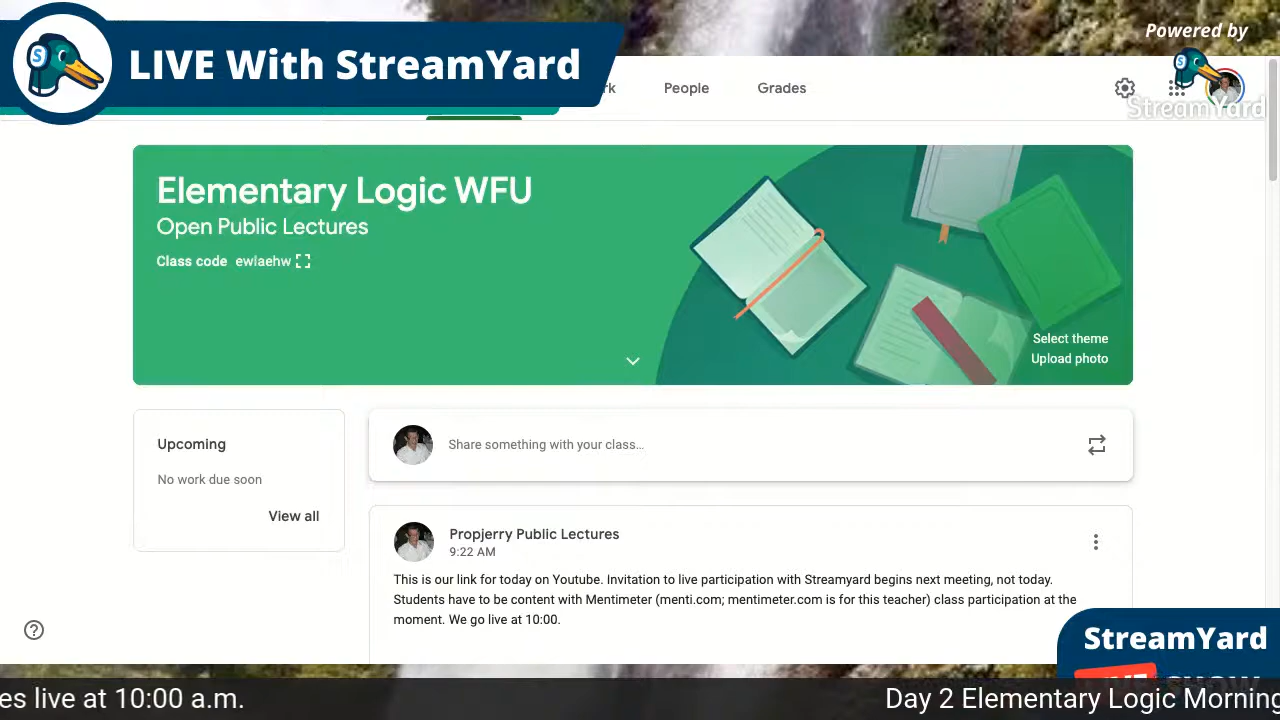 Powered by
StreamYard
LIVE With StreamYard
People
Grades
Elementary Logic WFU
Open Public Lectures
Class code ewlaehw
Select theme
Upload photo
Upcoming
No work due soon
View all
Share something with your class...
Propjerry Public Lectures
9:22 AM
This is our link for today on Youtube. Invitation to live participation with Streamyard begins next meeting, not today.
Students have to be content with Mentimeter (menti.com; mentimeter.com is for this teacher) class participation at the
moment. We go live at 10:00.
StreamYard
es live at 10:00 a.m.
Day 2 Elementary Logic Morning